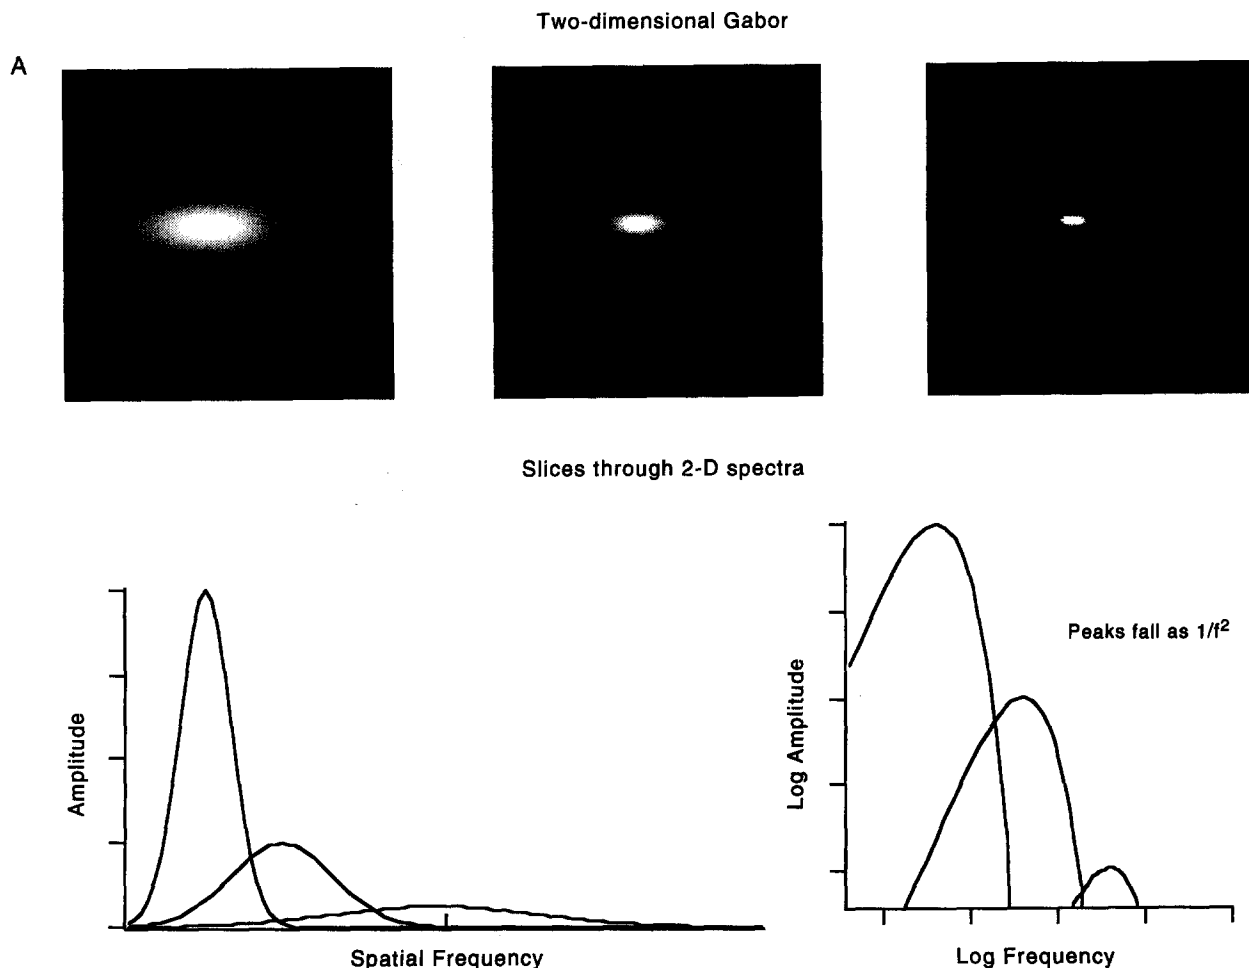 Two-dimensional Gabor
A
Slices through 2-D spectra
Peaks fall as 1/f²
Amplitude
Log Amplitude
Spatial Frequency
Log Frequency